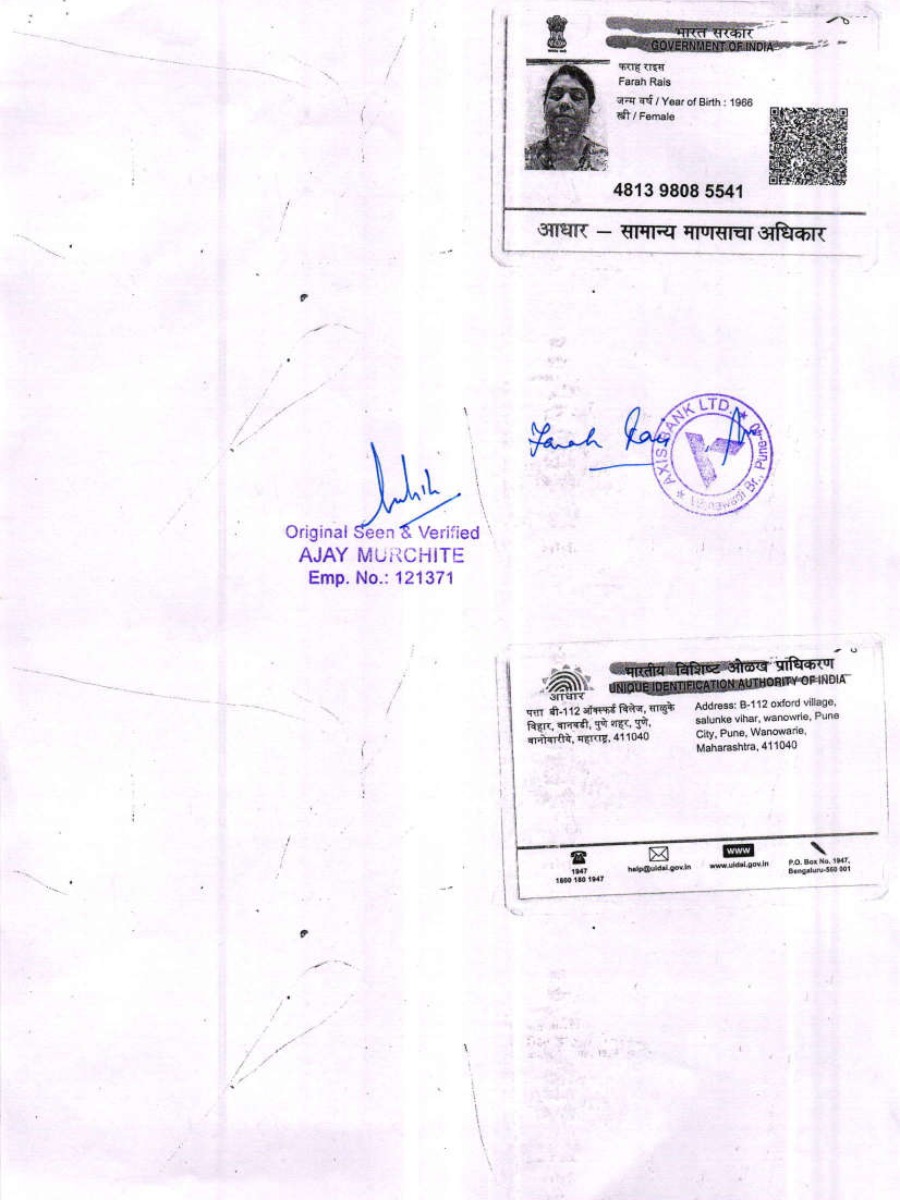 भारत सरकार
GOVERNMENT OF INDIA
फराह राइस
Farah Rais
जन्म वर्ष / Year of Birth : 1966
स्त्री / Female
4813 9808 5541
आधार – सामान्य माणसाचा अधिकार
Farah Rais
AXIS BANK LTD.
Br., Pune-40
Original Seen & Verified
AJAY MURCHITE
Emp. No.: 121371
भारतीय विशिष्ट ओळख प्राधिकरण
UNIQUE IDENTIFICATION AUTHORITY OF INDIA
आधार
पत्ता बी-112 ऑक्स्फर्ड विलेज, साळुके
विहार, वानवडी, पुणे शहर, पुणे,
वानोवारीये, महाराष्ट्र, 411040
Address: B-112 oxford village,
salunke vihar, wanowrie, Pune
City, Pune, Wanowarie,
Maharashtra, 411040
1947
1800 180 1947
help@uidai.gov.in
www
www.uidai.gov.in
P.O. Box No. 1947,
Bengaluru-560 001